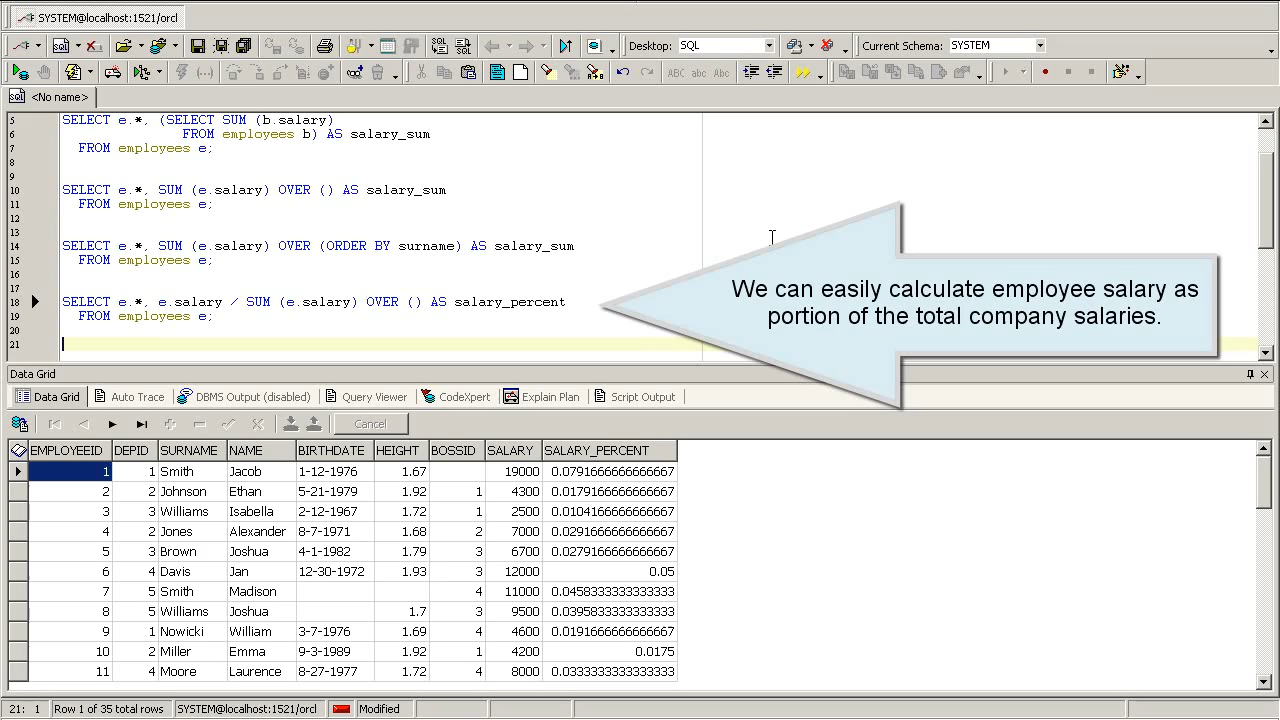 SYSTEM@localhost:1521/orcl
Desktop: SQL Current Schema: SYSTEM
SQL <No name>
5 SELECT e.*, (SELECT SUM (b.salary)
6 FROM employees b) AS salary_sum
7 FROM employees e;
8
9
10 SELECT e.*, SUM (e.salary) OVER () AS salary_sum
11 FROM employees e;
12
13
14 SELECT e.*, SUM (e.salary) OVER (ORDER BY surname) AS salary_sum
15 FROM employees e;
16
17
18 SELECT e.*, e.salary / SUM (e.salary) OVER () AS salary_percent
19 FROM employees e;
20
21
We can easily calculate employee salary as
portion of the total company salaries.
Data Grid
Data Grid Auto Trace DBMS Output (disabled) Query Viewer CodeXpert Explain Plan Script Output
Cancel
EMPLOYEEID DEPID SURNAME NAME BIRTHDATE HEIGHT BOSSID SALARY SALARY_PERCENT
1 1 Smith Jacob 1-12-1976 1.67 19000 0.0791666666666667
2 2 Johnson Ethan 5-21-1979 1.92 1 4300 0.0179166666666667
3 3 Williams Isabella 2-12-1967 1.72 1 2500 0.0104166666666667
4 2 Jones Alexander 8-7-1971 1.68 2 7000 0.0291666666666667
5 3 Brown Joshua 4-1-1982 1.79 3 6700 0.0279166666666667
6 4 Davis Jan 12-30-1972 1.93 3 12000 0.05
7 5 Smith Madison 4 11000 0.0458333333333333
8 5 Williams Joshua 1.7 3 9500 0.0395833333333333
9 1 Nowicki William 3-7-1976 1.69 4 4600 0.0191666666666667
10 2 Miller Emma 9-3-1989 1.92 1 4200 0.0175
11 4 Moore Laurence 8-27-1977 1.72 4 8000 0.0333333333333333
21: 1 Row 1 of 35 total rows SYSTEM@localhost:1521/orcl Modified